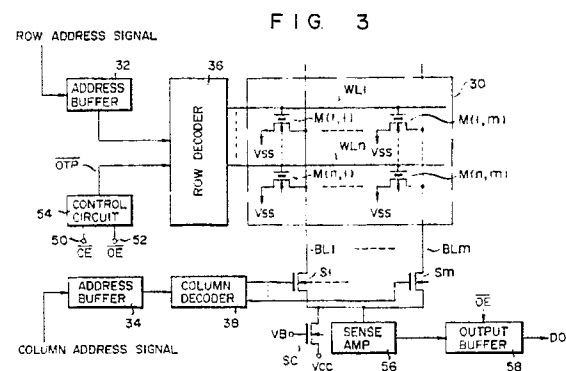 FIG. 3
ROW ADDRESS SIGNAL
32
36
30
ADDRESS
BUFFER
ROW DECODER
WL1
M(1,1)
M(1,m)
VSS
VSS
WLn
M(n,1)
M(n,m)
VSS
VSS
OTP
54
CONTROL
CIRCUIT
50
52
CE
OE
BL1
BLm
S1
Sm
ADDRESS
BUFFER
COLUMN
DECODER
34
38
COLUMN ADDRESS SIGNAL
VB
SC
VCC
SENSE
AMP
56
OE
OUTPUT
BUFFER
58
DO